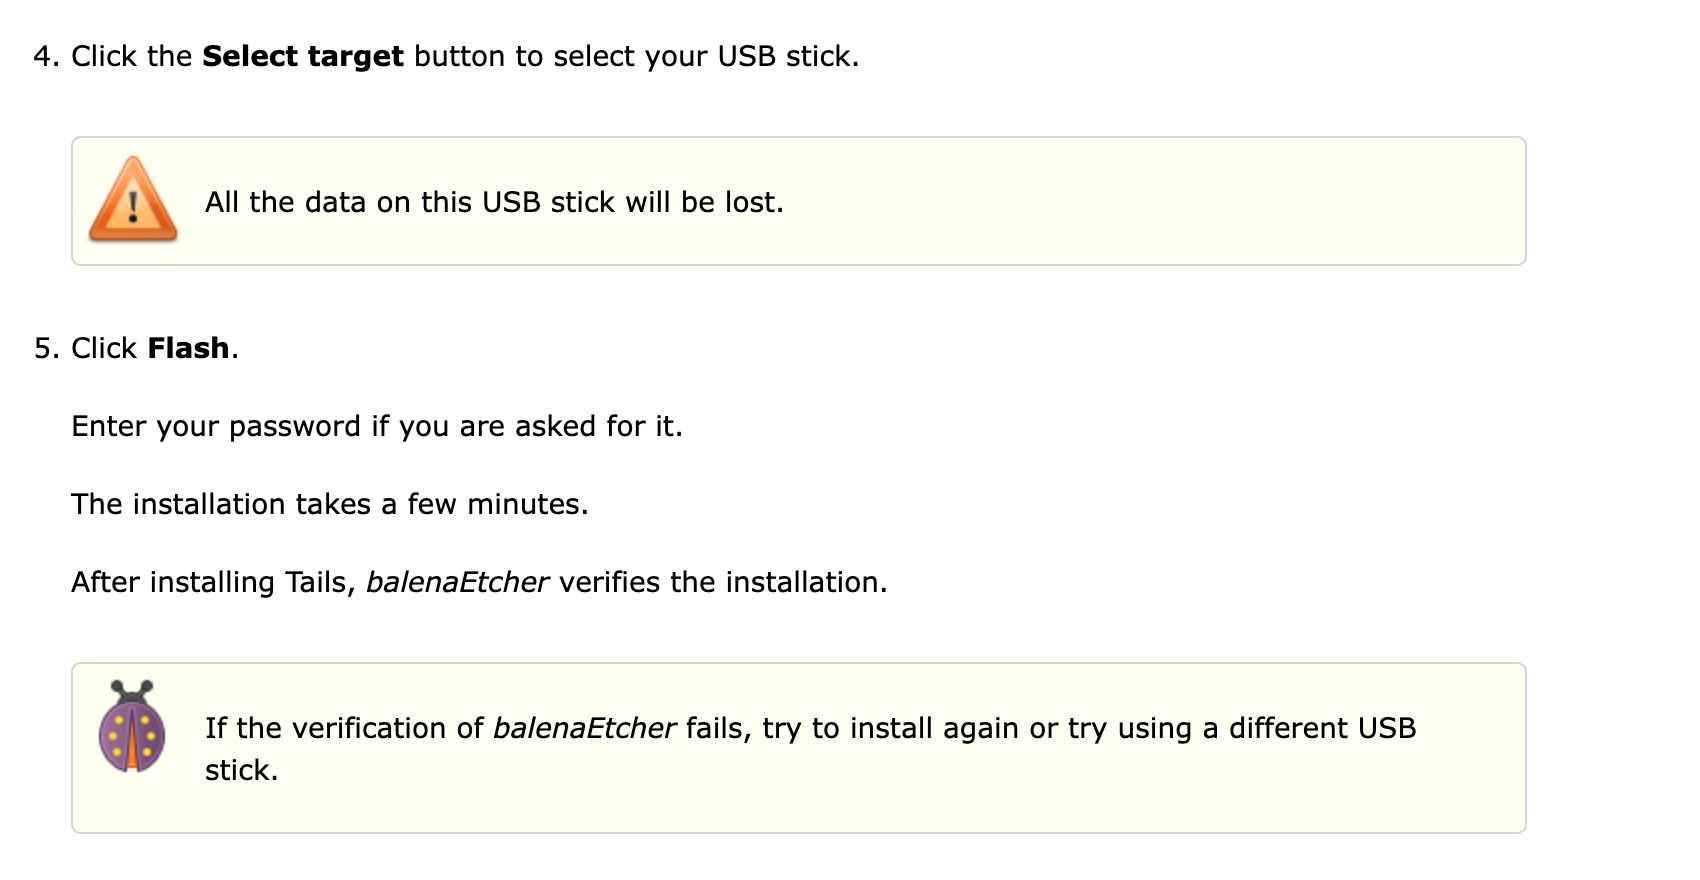 4. Click the Select target button to select your USB stick.
All the data on this USB stick will be lost.
5. Click Flash.
Enter your password if you are asked for it.
The installation takes a few minutes.
After installing Tails, balenaEtcher verifies the installation.
If the verification of balenaEtcher fails, try to install again or try using a different USB
stick.